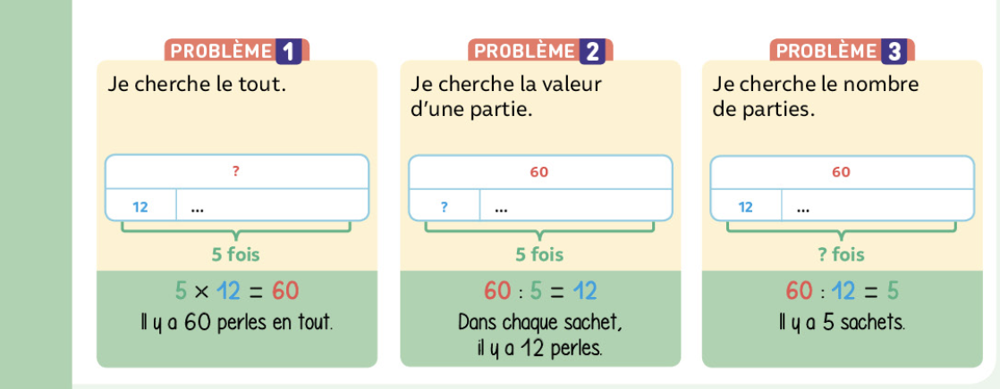 PROBLÈME 1
Je cherche le tout.
?
12 ...
5 fois
5 × 12 = 60
Il y a 60 perles en tout.
PROBLÈME 2
Je cherche la valeur
d'une partie.
60
? ...
5 fois
60 : 5 = 12
Dans chaque sachet,
il y a 12 perles.
PROBLÈME 3
Je cherche le nombre
de parties.
60
12 ...
? fois
60 : 12 = 5
Il y a 5 sachets.